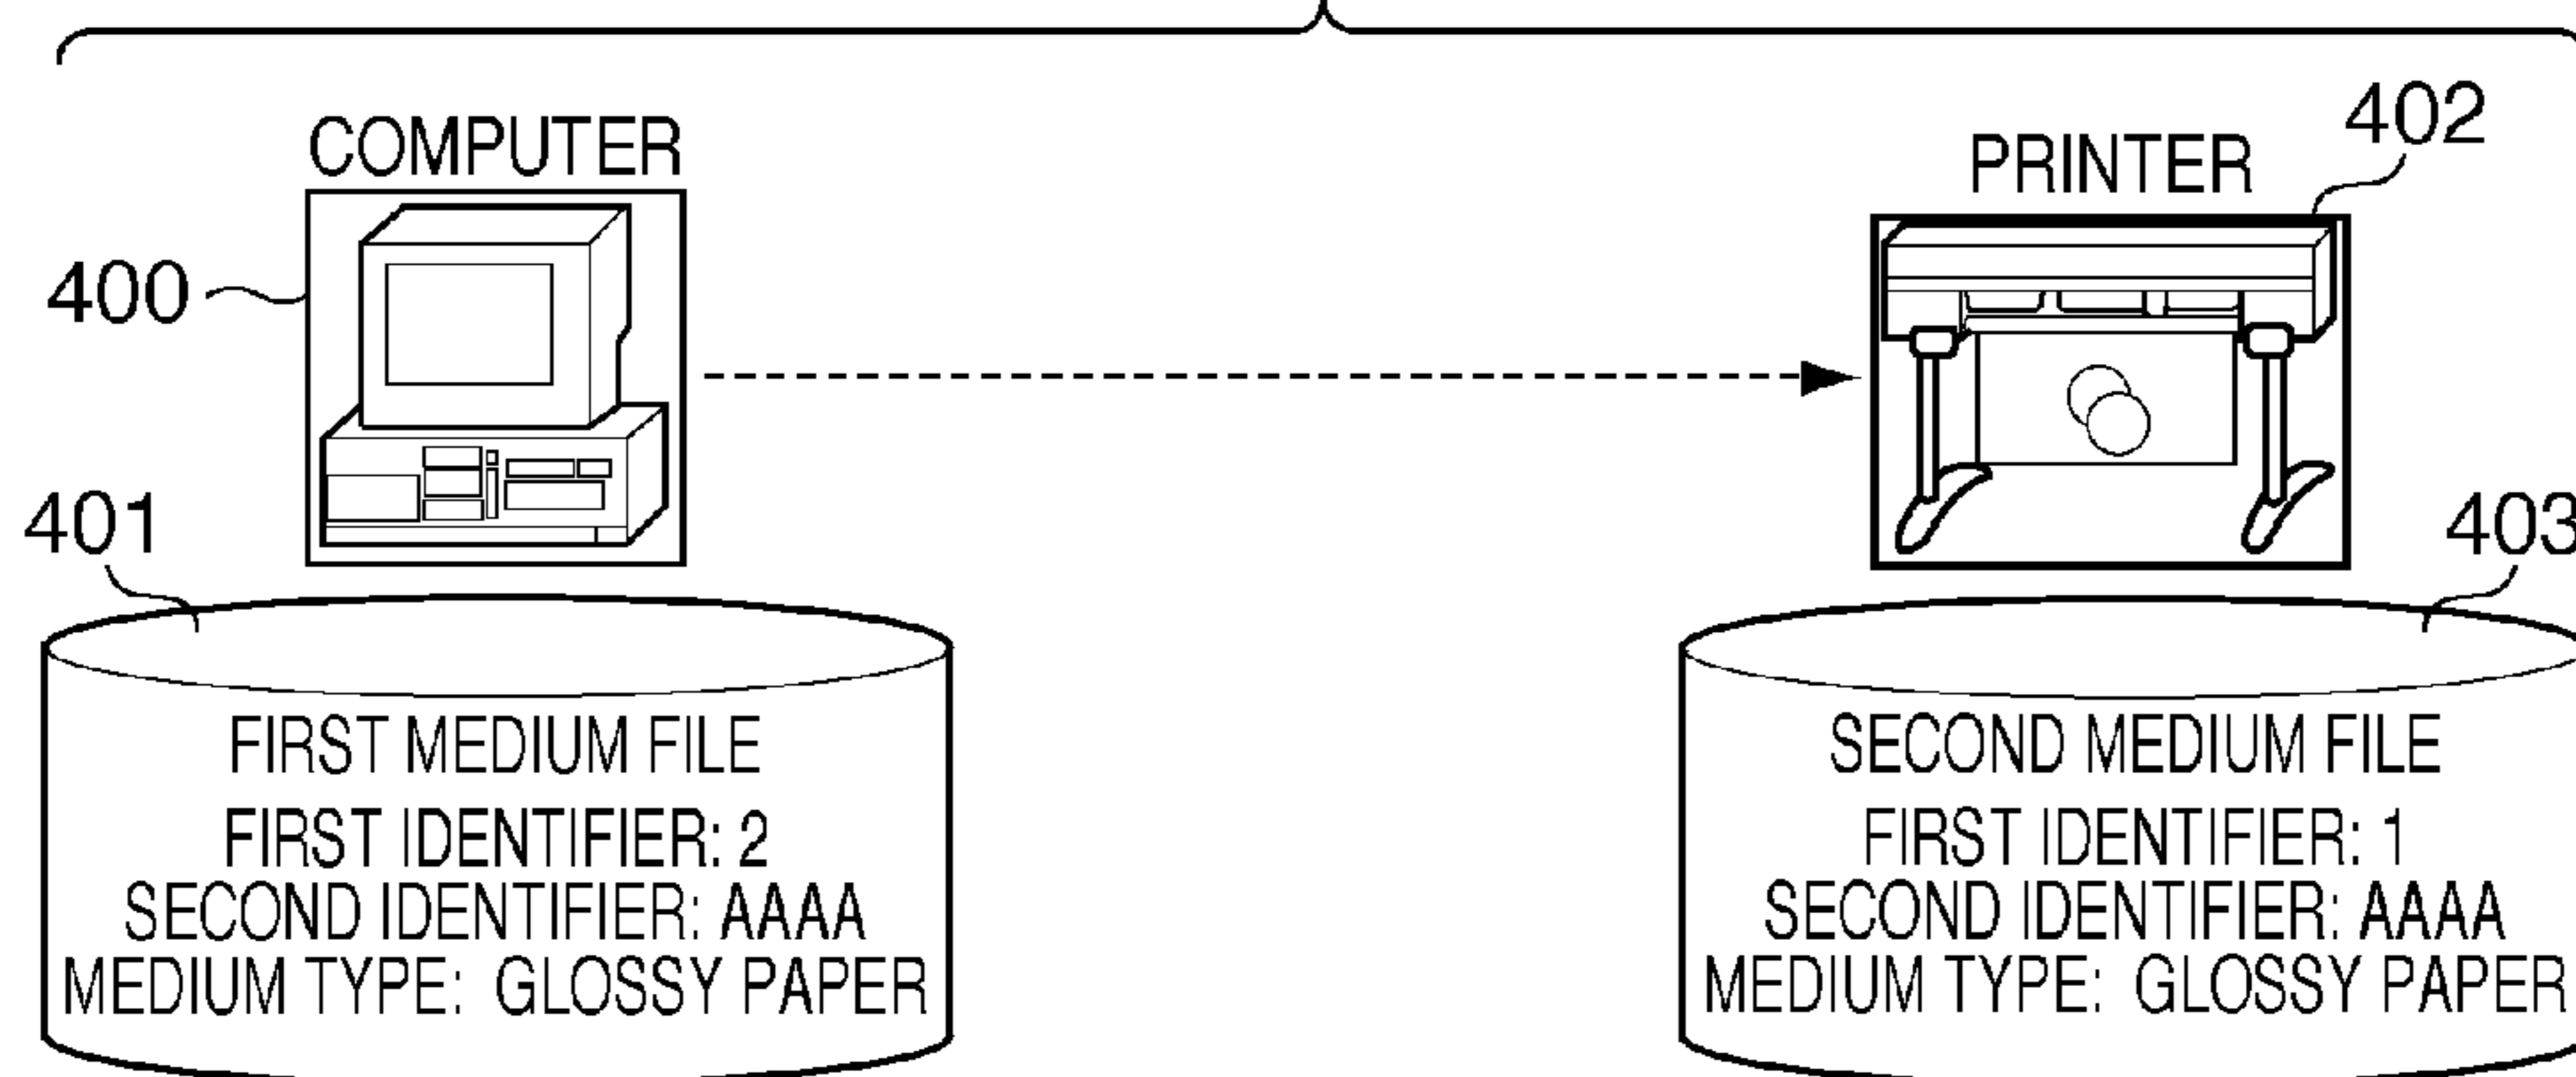 COMPUTER
400
401
FIRST MEDIUM FILE
FIRST IDENTIFIER: 2
SECOND IDENTIFIER: AAAA
MEDIUM TYPE: GLOSSY PAPER
PRINTER
402
403
SECOND MEDIUM FILE
FIRST IDENTIFIER: 1
SECOND IDENTIFIER: AAAA
MEDIUM TYPE: GLOSSY PAPER